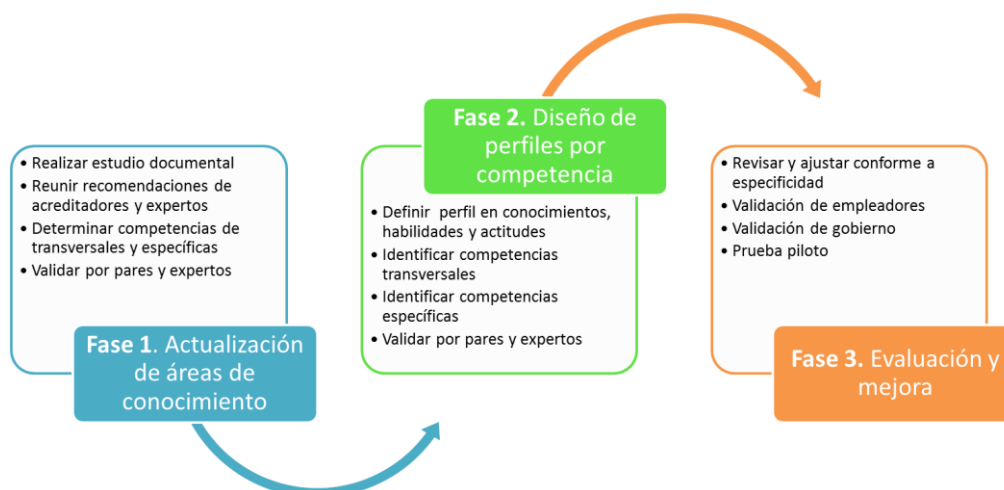 • Realizar estudio documental
• Reunir recomendaciones de
acreditadores y expertos
• Determinar competencias de
transversales y específicas
• Validar por pares y expertos
Fase 1. Actualización
de áreas de
conocimiento
Fase 2. Diseño de
perfiles por
competencia
• Definir perfil en conocimientos,
habilidades y actitudes
• Identificar competencias
transversales
• Identificar competencias
específicas
• Validar por pares y expertos
• Revisar y ajustar conforme a
especificidad
• Validación de empleadores
• Validación de gobierno
• Prueba piloto
Fase 3. Evaluación y
mejora